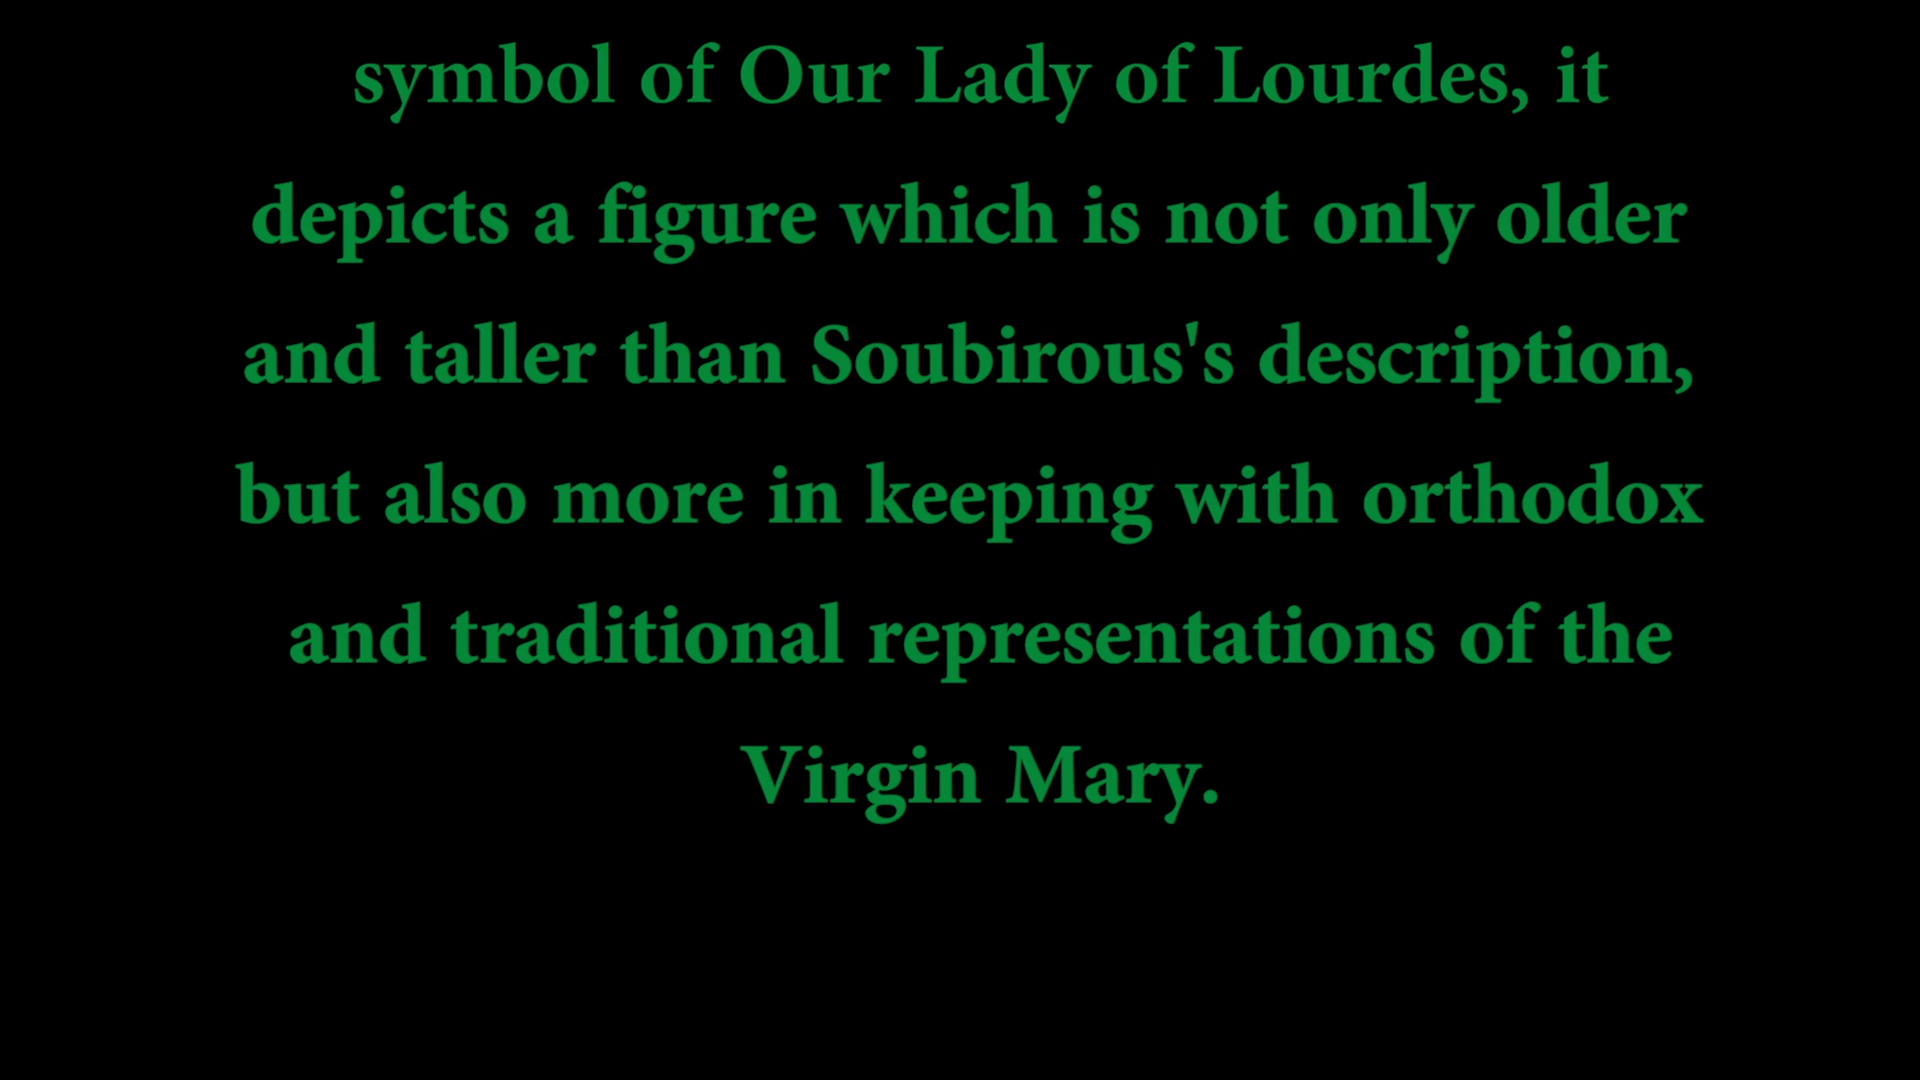 symbol of Our Lady of Lourdes, it
depicts a figure which is not only older
and taller than Soubirous's description,
but also more in keeping with orthodox
and traditional representations of the
Virgin Mary.